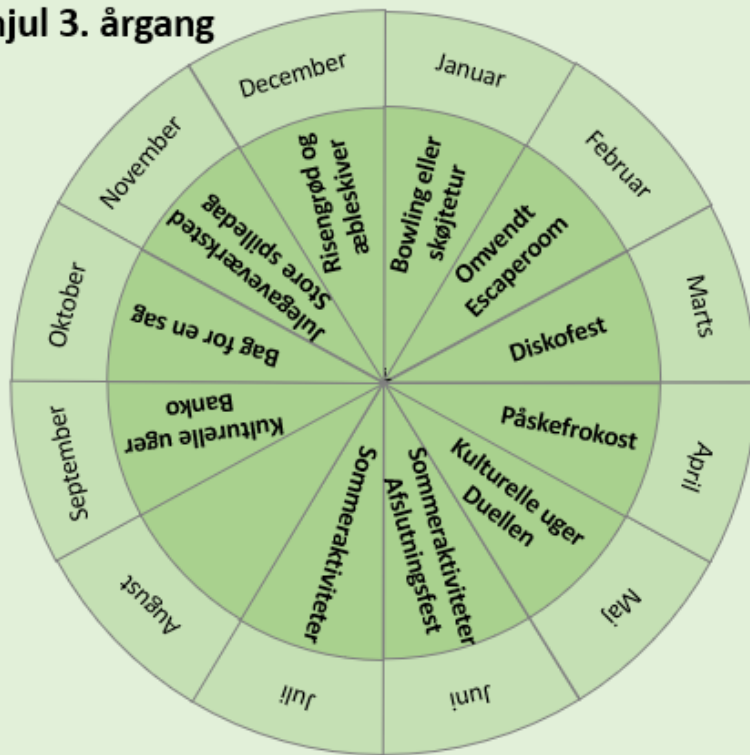 njul 3. årgang
Januar
Bowling eller
skøjtetur
Februar
Omvendt
Escaperoom
Marts
Diskofest
April
Påskefrokost
Maj
Kulturelle uger
Duellen
Juni
Sommeraktiviteter
Afslutningsfest
Juli
Sommeraktiviteter
August
September
Kulturelle uger
Banko
Oktober
Bag for en sag
November
Julegaveværksted
Store spilledag
December
Risengrød og
æbleskiver